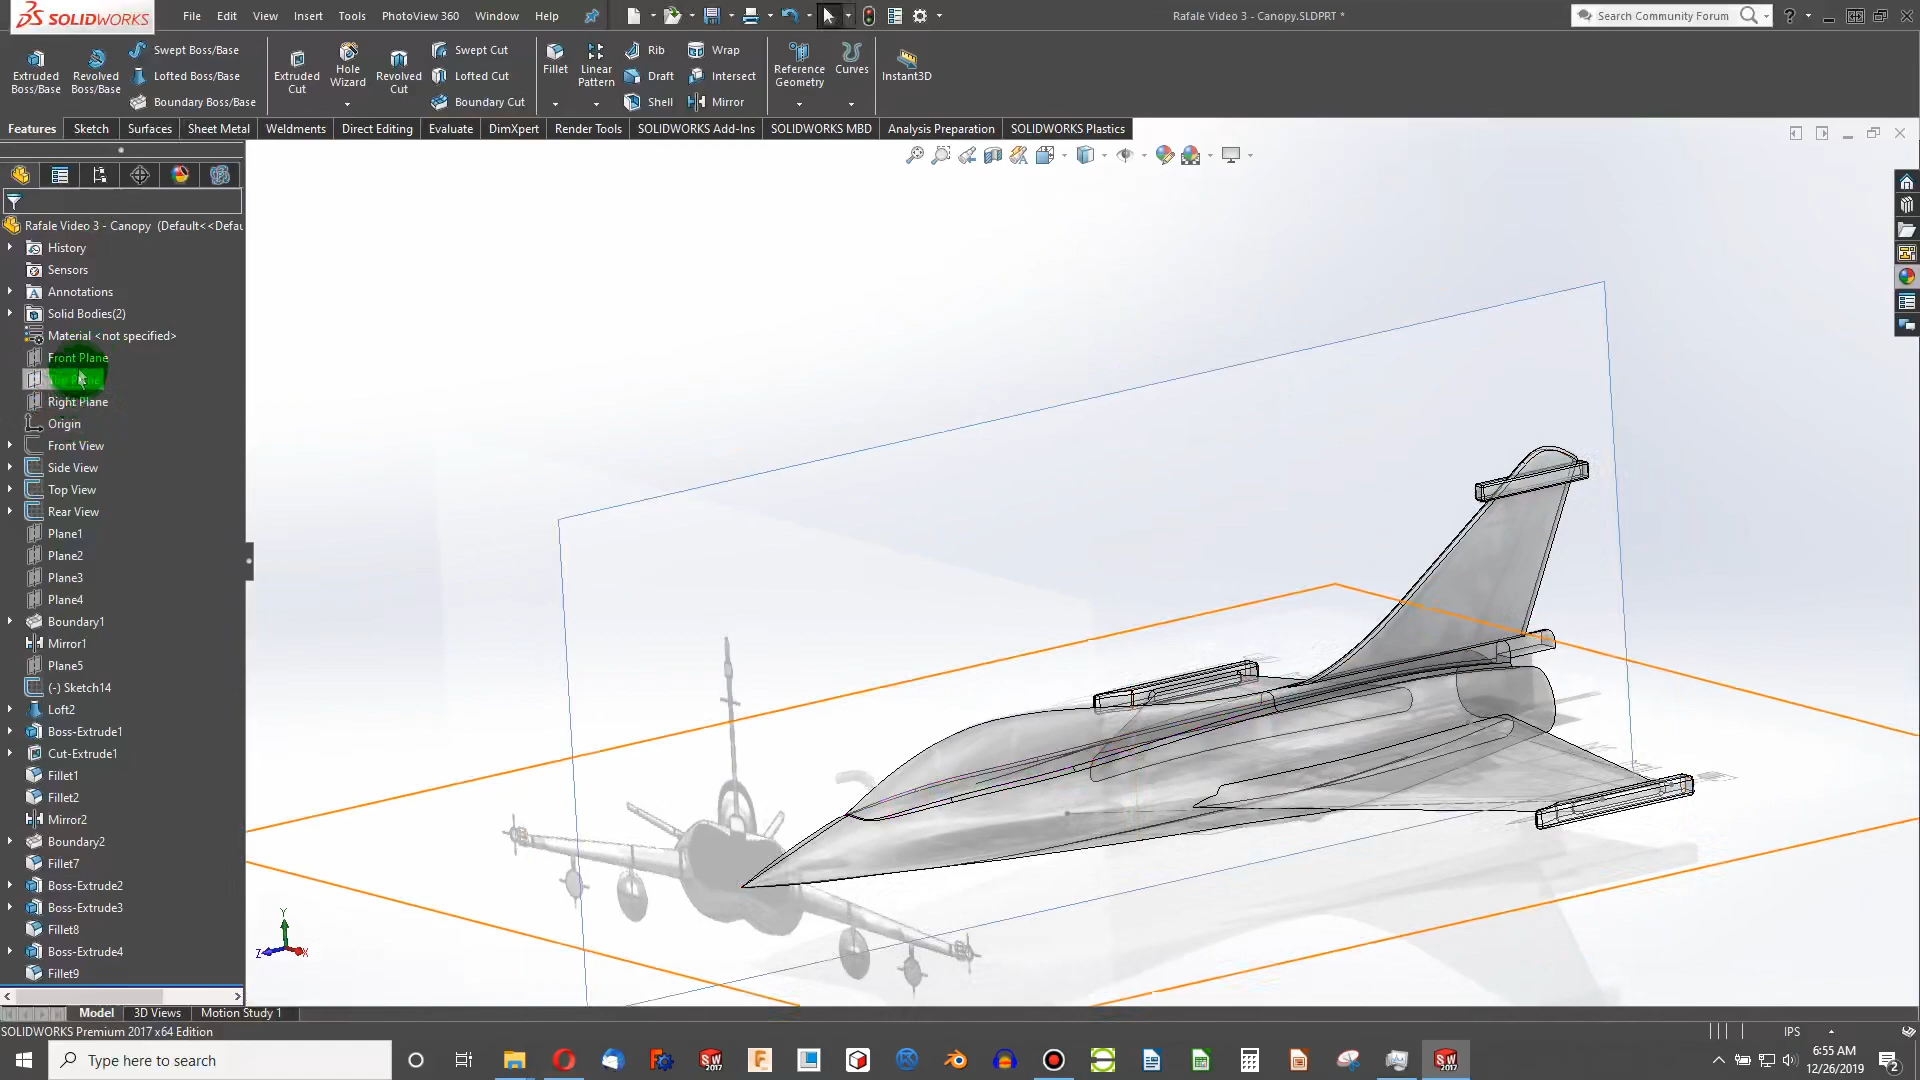 SOLIDWORKS
File Edit View Insert Tools PhotoView 360 Window Help
Rafale Video 3 - Canopy.SLDPRT *
Search Community Forum
Extruded Boss/Base
Revolved Boss/Base
Swept Boss/Base
Lofted Boss/Base
Boundary Boss/Base
Extruded Cut
Hole Wizard
Revolved Cut
Swept Cut
Lofted Cut
Boundary Cut
Fillet
Linear Pattern
Rib
Draft
Shell
Wrap
Intersect
Mirror
Reference Geometry
Curves
Instant3D
Features Sketch Surfaces Sheet Metal Weldments Direct Editing Evaluate DimXpert Render Tools SOLIDWORKS Add-Ins SOLIDWORKS MBD Analysis Preparation SOLIDWORKS Plastics
Rafale Video 3 - Canopy (Default<<Defau
History
Sensors
Annotations
Solid Bodies(2)
Material <not specified>
Front Plane
Right Plane
Origin
Front View
Side View
Top View
Rear View
Plane1
Plane2
Plane3
Plane4
Boundary1
Mirror1
Plane5
(-) Sketch14
Loft2
Boss-Extrude1
Cut-Extrude1
Fillet1
Fillet2
Mirror2
Boundary2
Fillet7
Boss-Extrude2
Boss-Extrude3
Fillet8
Boss-Extrude4
Fillet9
Y
Z
X
Model 3D Views Motion Study 1
SOLIDWORKS Premium 2017 x64 Edition
IPS
Type here to search
6:55 AM
12/26/2019
2